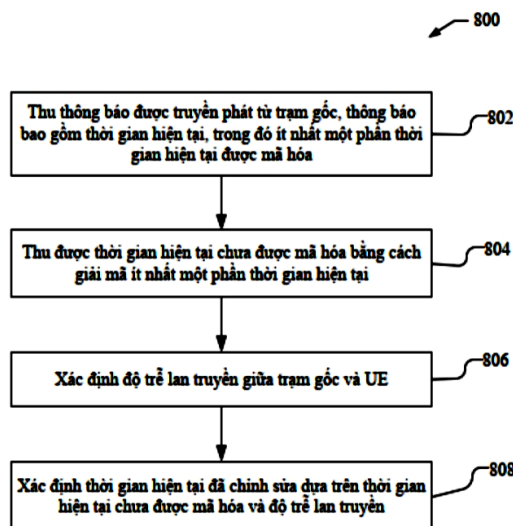 800
Thu thông báo được truyền phát từ trạm gốc, thông báo
bao gồm thời gian hiện tại, trong đó ít nhất một phần thời
gian hiện tại được mã hóa
802
Thu được thời gian hiện tại chưa được mã hóa bằng cách
giải mã ít nhất một phần thời gian hiện tại
804
Xác định độ trễ lan truyền giữa trạm gốc và UE
806
Xác định thời gian hiện tại đã chỉnh sửa dựa trên thời gian
hiện tại chưa được mã hóa và độ trễ lan truyền
808